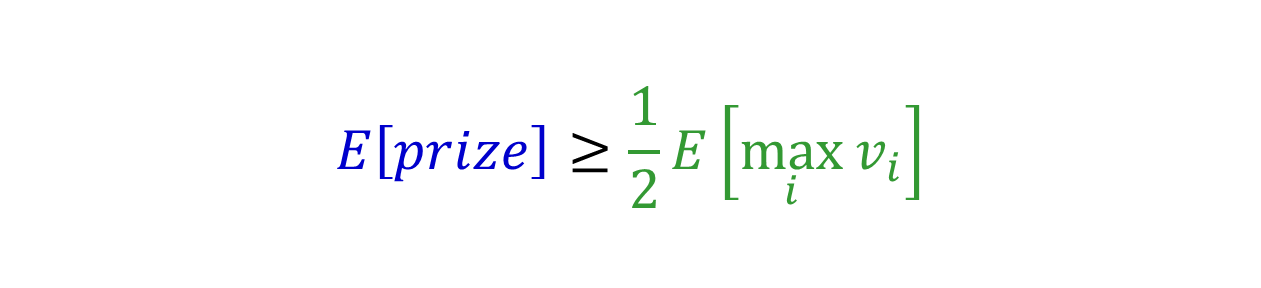 E[prize] ≥ 1/2 E[max_i v_i]